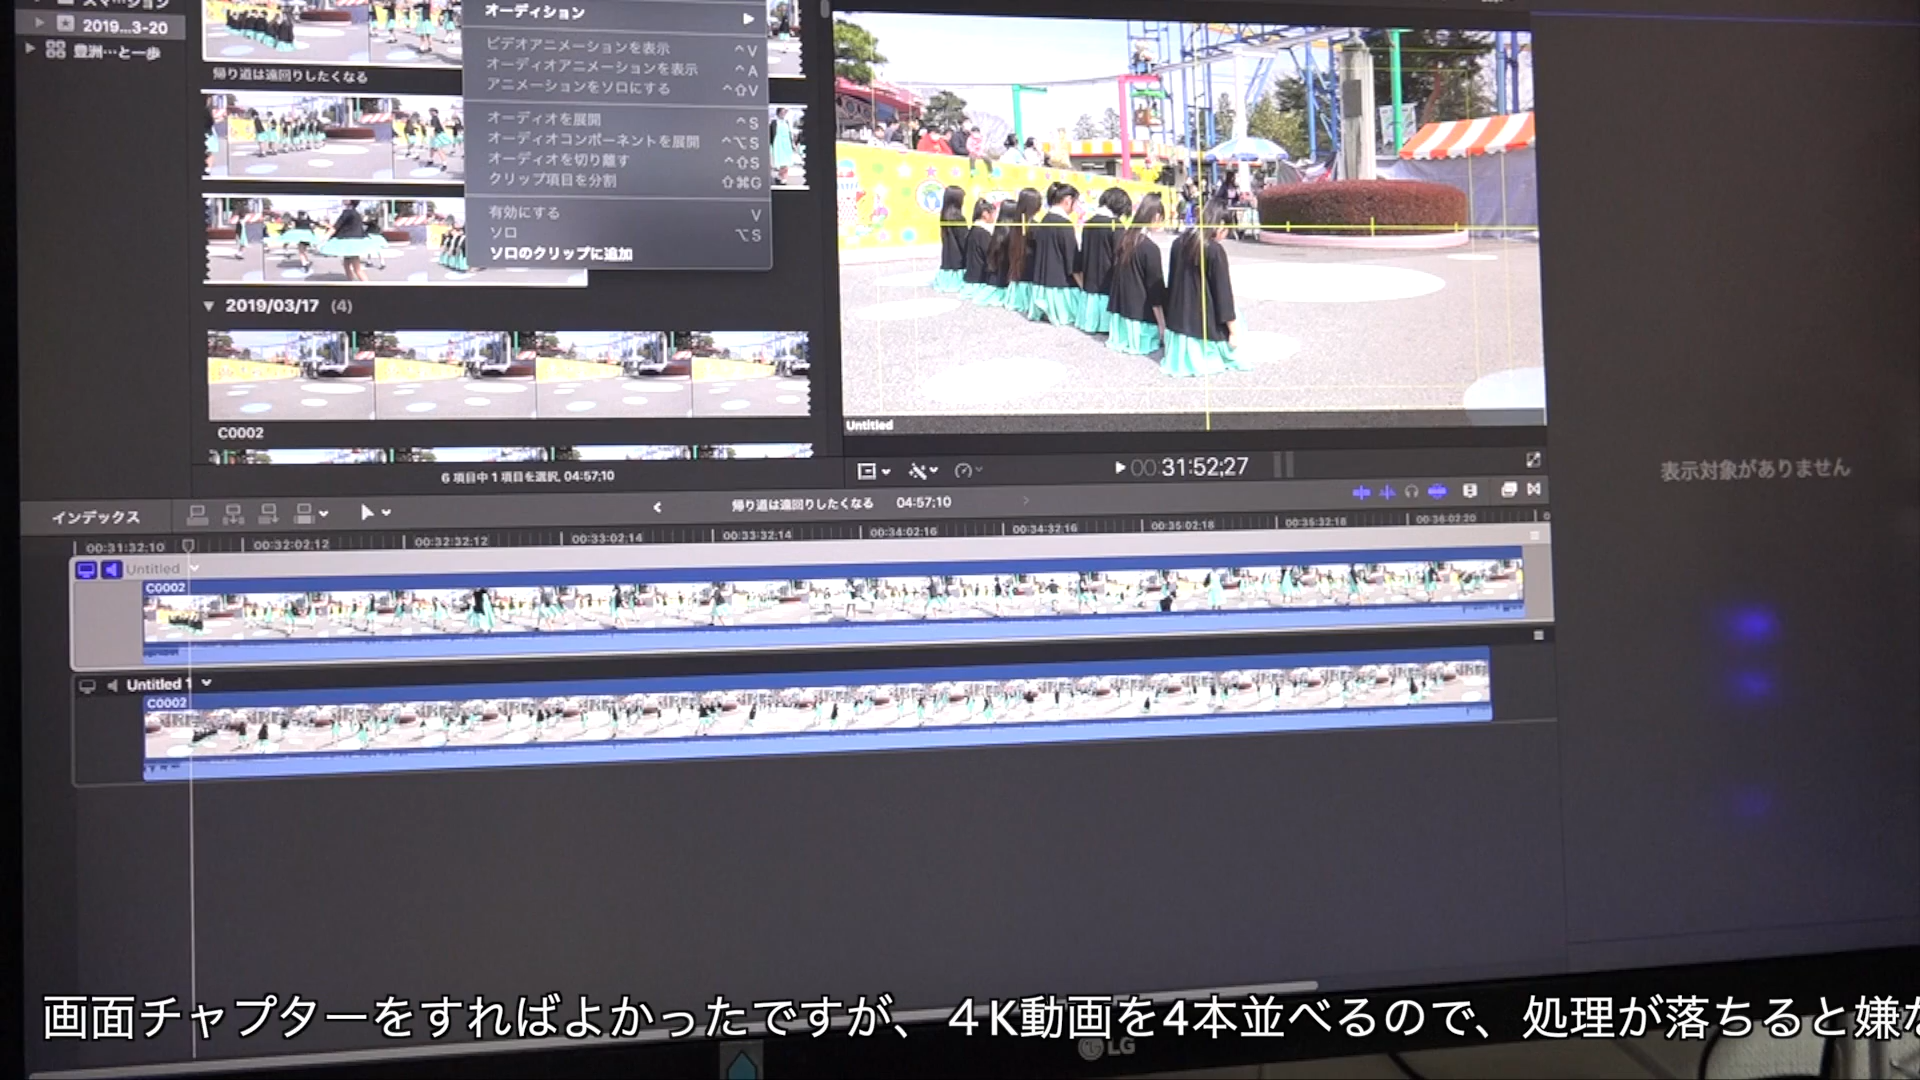 2019…3-20
豊洲…と一歩
帰り道は遠回りしたくなる
2019/03/17 (4)
C0002
6 項目中 1 項目を選択, 04:57:10
オーディション
ビデオアニメーションを表示 ^V
オーディオアニメーションを表示 ^A
アニメーションをソロにする ^⇧V
オーディオを展開 ^S
オーディオコンポーネントを展開 ^⌥S
オーディオを切り離す ^⇧S
クリップ項目を分割 ⇧⌘G
有効にする V
ソロ ⌥S
ソロのクリップに追加
Untitled
00:31:52;27
表示対象がありません
インデックス
帰り道は遠回りしたくなる 04:57:10
00:31:32;10 00:32:02;12 00:32:32;12 00:33:02;14 00:33:32;14 00:34:02;16 00:34:32;16 00:35:02;18 00:35:32;18 00:36:02;20
Untitled
C0002
Untitled 1
C0002
画面チャプターをすればよかったですが、４K動画を4本並べるので、処理が落ちると嫌な
LG